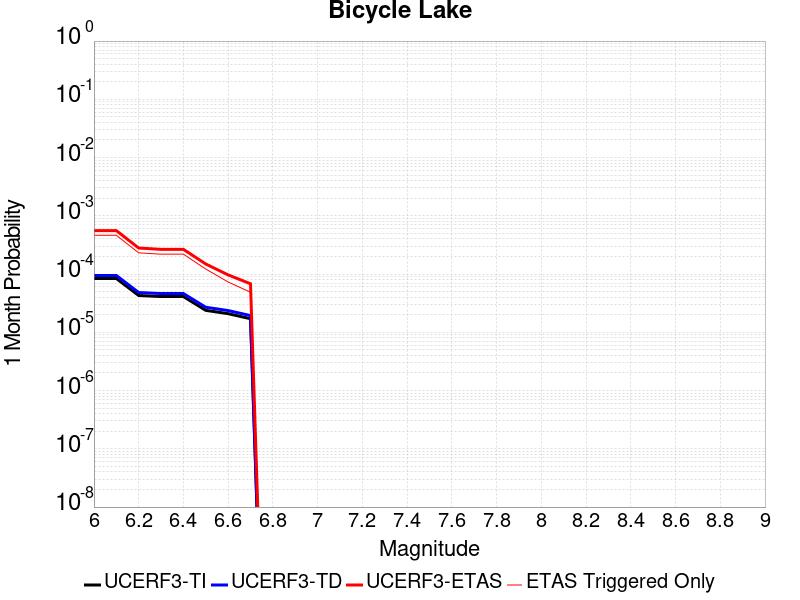 Bicycle Lake
10^0
10^-1
10^-2
10^-3
10^-4
10^-5
10^-6
10^-7
10^-8
1 Month Probability
6 6.2 6.4 6.6 6.8 7 7.2 7.4 7.6 7.8 8 8.2 8.4 8.6 8.8 9
Magnitude
UCERF3-TI UCERF3-TD UCERF3-ETAS ETAS Triggered Only